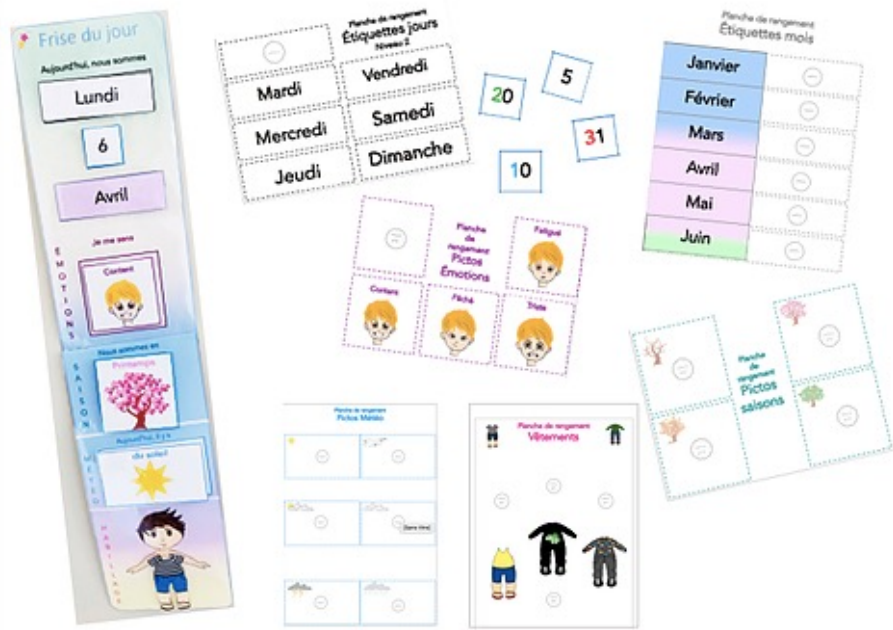 Frise du jour
Aujourd'hui, nous sommes
Lundi
6
Avril
Je me sens
ÉMOTIONS
Content
Nous sommes en
SAISON
Printemps
Aujourd'hui, il y a
MÉTÉO
du soleil
HABILLAGE
Planche de rangement
Étiquettes jours
Niveau 2
Mardi
Vendredi
Mercredi
Samedi
Jeudi
Dimanche
20
5
31
10
Planche de rangement
Étiquettes mois
Janvier
Février
Mars
Avril
Mai
Juin
Planche
de
rangement
Pictos
Émotions
Fatigué
Content
Fâché
Triste
Planche
de
rangement
Pictos
saisons
Planche de rangement
Pictos Météo
Planche de rangement
Vêtements